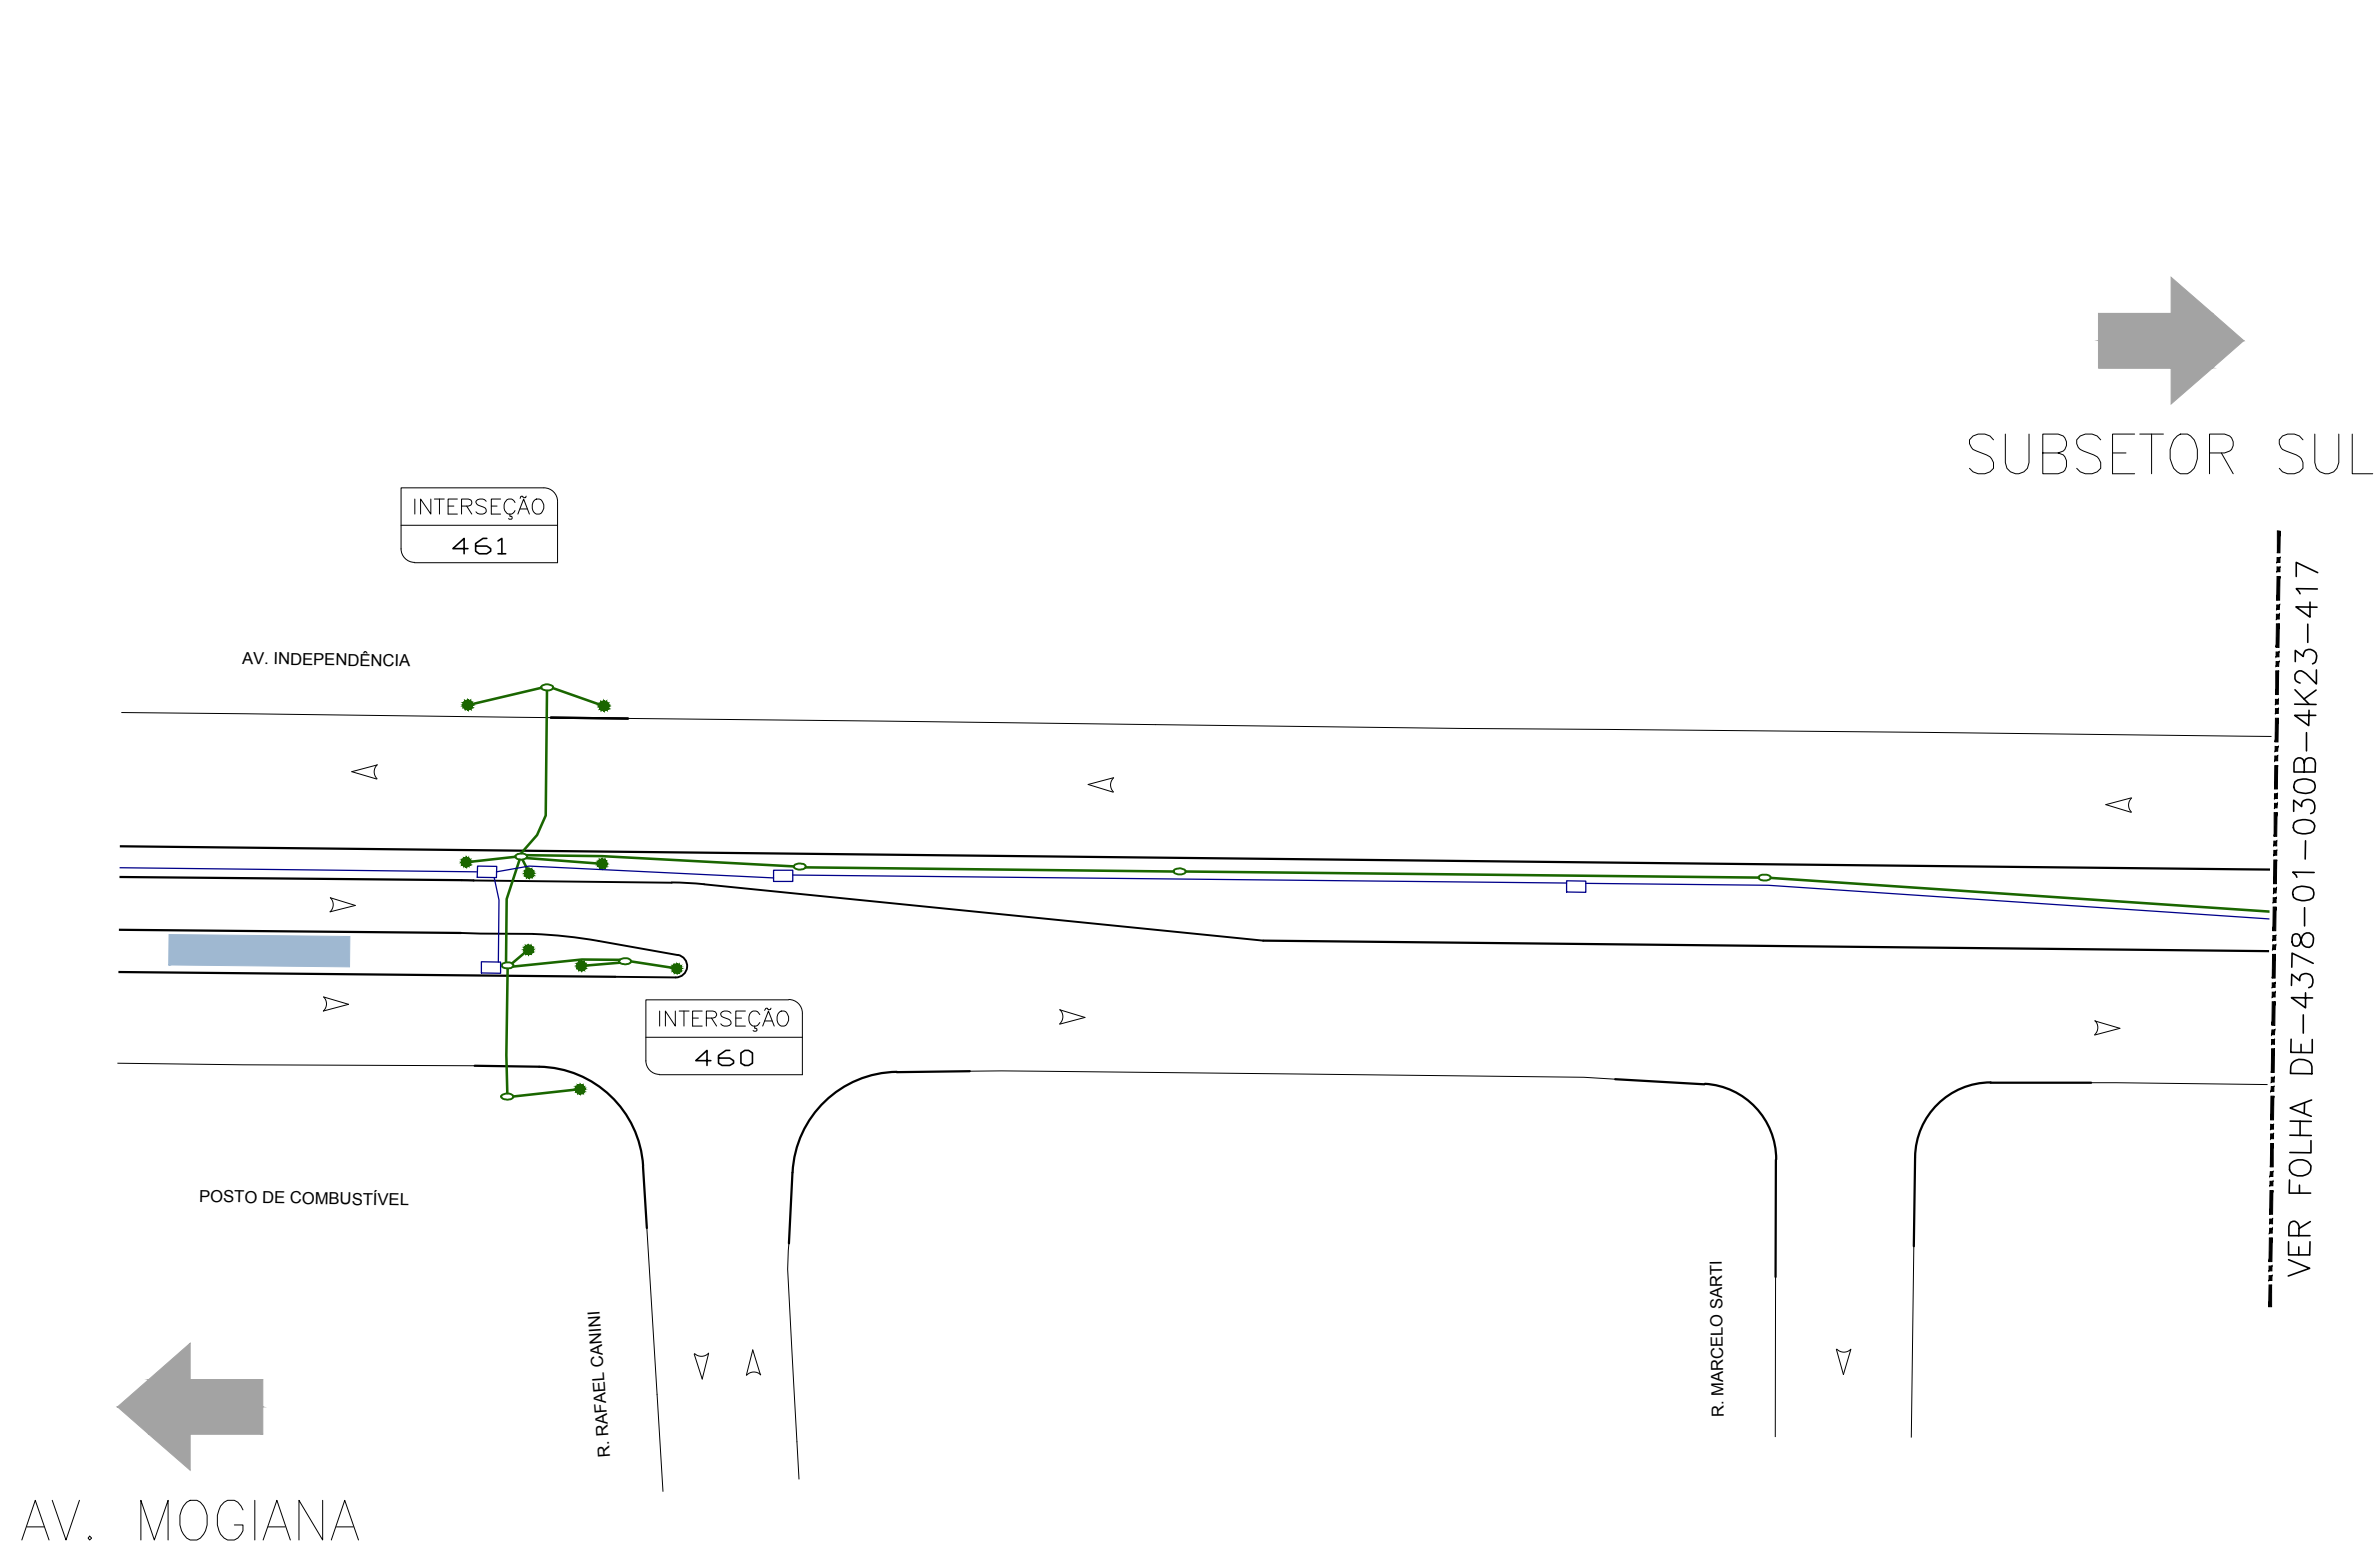 SUBSETOR SUL
INTERSEÇÃO
461
VER FOLHA DE-4378-01-030B-4K23-417
AV. INDEPENDÊNCIA
INTERSEÇÃO
460
POSTO DE COMBUSTÍVEL
R. RAFAEL CANINI
R. MARCELO SARTI
AV. MOGIANA